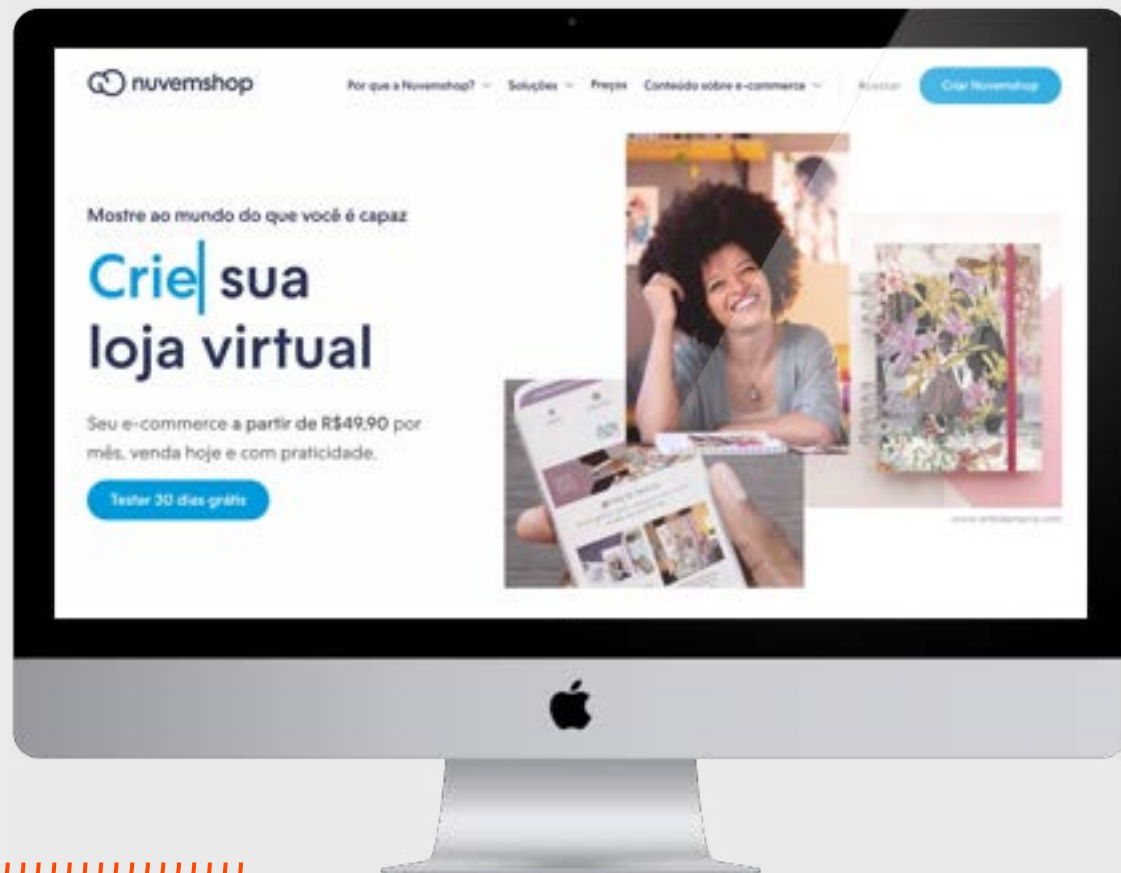 nuvemshop
Por que a Nuvemshop?
Soluções
Preços
Conteúdo sobre e-commerce
Acessar
Criar Nuvemshop
Mostre ao mundo do que você é capaz
Crie sua
loja virtual
Seu e-commerce a partir de R$49,90 por
mês, venda hoje e com praticidade.
Testar 30 dias grátis